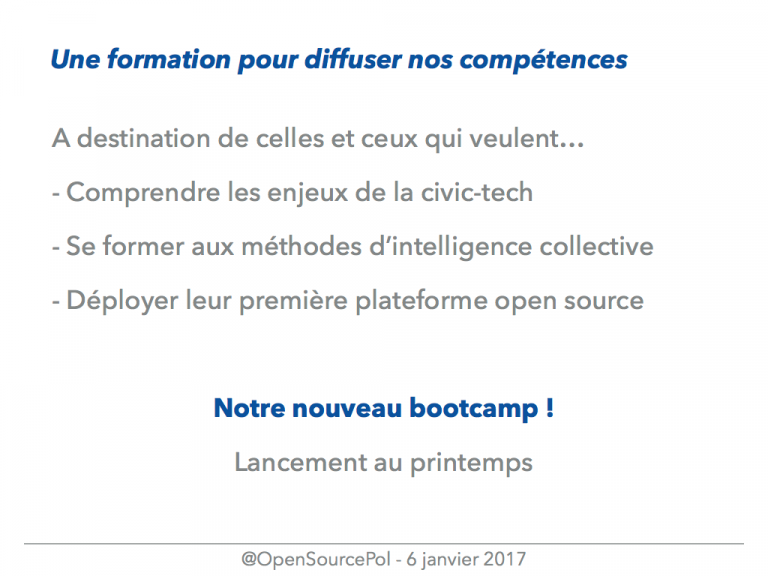 Une formation pour diffuser nos compétences
A destination de celles et ceux qui veulent…
- Comprendre les enjeux de la civic-tech
- Se former aux méthodes d’intelligence collective
- Déployer leur première plateforme open source
Notre nouveau bootcamp !
Lancement au printemps
@OpenSourcePol - 6 janvier 2017